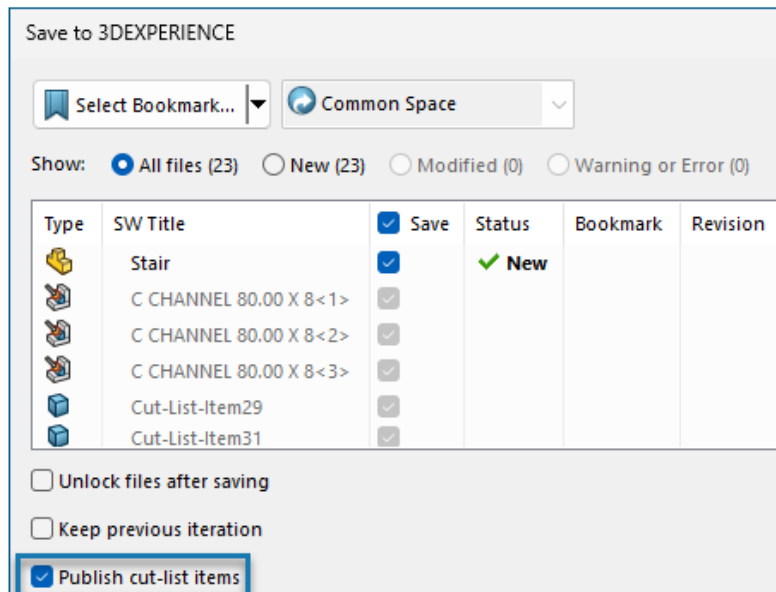 Save to 3DEXPERIENCE
Select Bookmark... Common Space
Show: All files (23) New (23) Modified (0) Warning or Error (0)
Type SW Title Save Status Bookmark Revision
Stair New
C CHANNEL 80.00 X 8<1>
C CHANNEL 80.00 X 8<2>
C CHANNEL 80.00 X 8<3>
Cut-List-Item29
Cut-List-Item31
Unlock files after saving
Keep previous iteration
Publish cut-list items